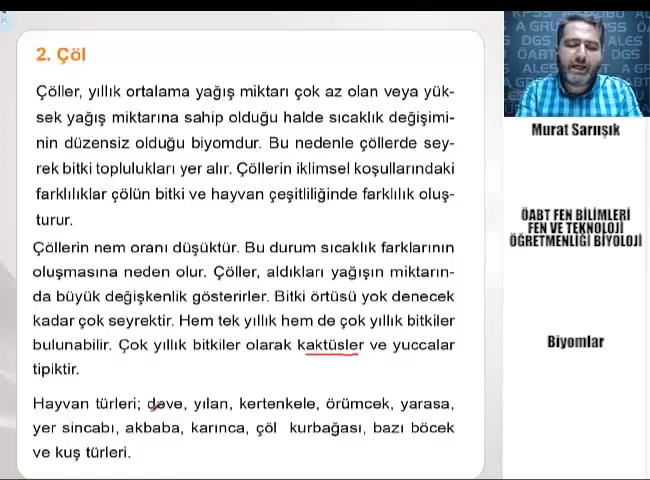 2. Çöl
Çöller, yıllık ortalama yağış miktarı çok az olan veya yük-
sek yağış miktarına sahip olduğu halde sıcaklık değişimi-
nin düzensiz olduğu biyomdur. Bu nedenle çöllerde sey-
rek bitki toplulukları yer alır. Çöllerin iklimsel koşullarındaki
farklılıklar çölün bitki ve hayvan çeşitliliğinde farklılık oluş-
turur.
Çöllerin nem oranı düşüktür. Bu durum sıcaklık farklarının
oluşmasına neden olur. Çöller, aldıkları yağışın miktarın-
da büyük değişkenlik gösterirler. Bitki örtüsü yok denecek
kadar çok seyrektir. Hem tek yıllık hem de çok yıllık bitkiler
bulunabilir. Çok yıllık bitkiler olarak kaktüsler ve yuccalar
tipiktir.
Hayvan türleri; deve, yılan, kertenkele, örümcek, yarasa,
yer sincabı, akbaba, karınca, çöl kurbağası, bazı böcek
ve kuş türleri.
KPSS
DGS
ALES
Murat Sarıışık
ÖABT FEN BİLİMLERİ
FEN VE TEKNOLOJİ
ÖĞRETMENLİĞİ BİYOLOJİ
Biyomlar